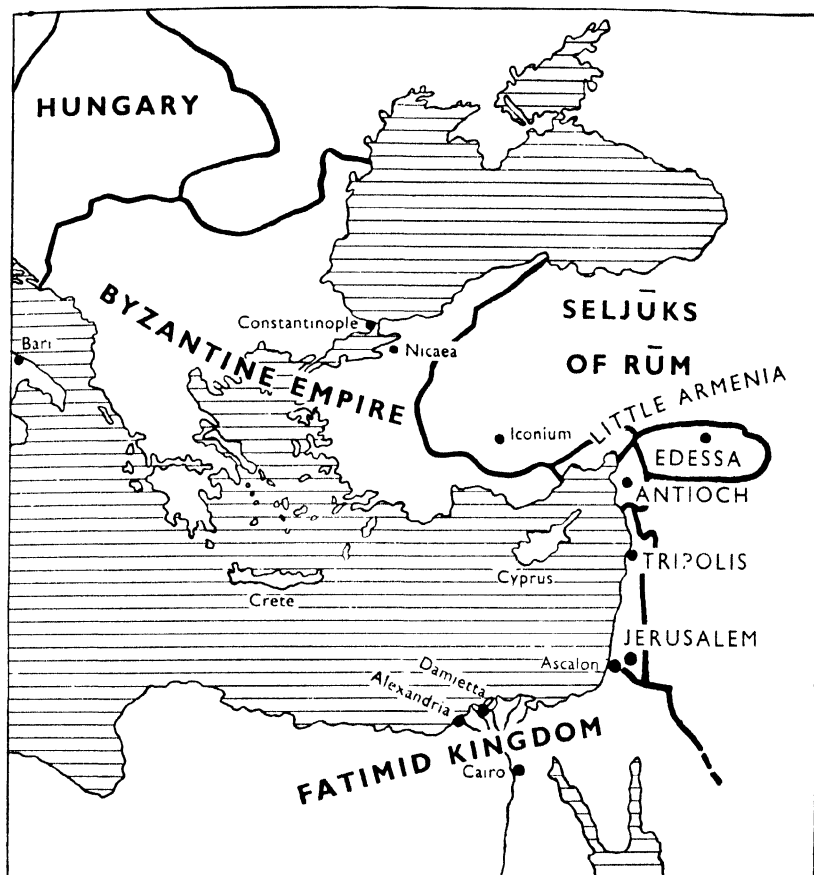 HUNGARY
BYZANTINE EMPIRE
Constantinople
Nicaea
Bari
SELJŪKS
OF RŪM
LITTLE ARMENIA
Iconium
EDESSA
ANTIOCH
Cyprus
TRIPOLIS
Crete
JERUSALEM
Ascalon
Damietta
Alexandria
FATIMID KINGDOM
Cairo